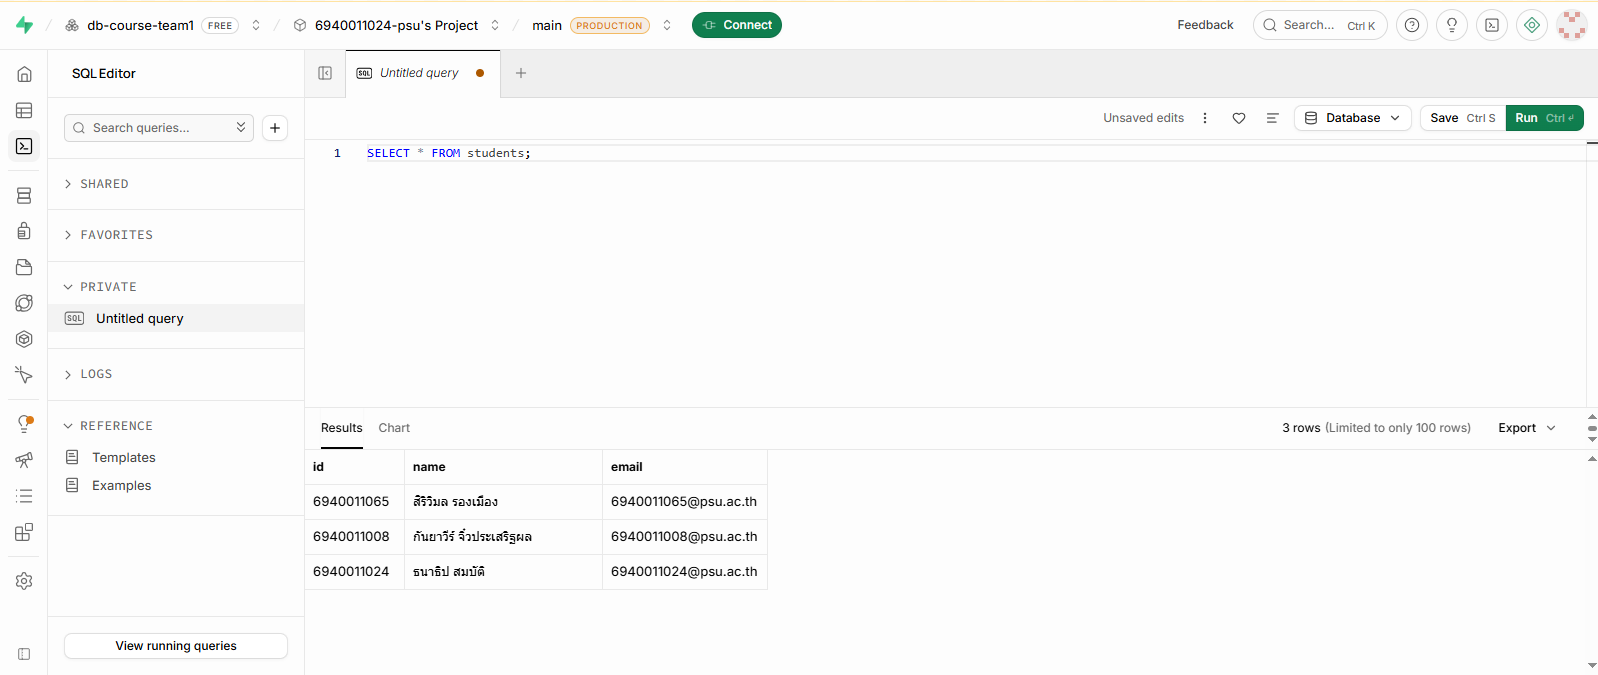 db-course-team1 FREE 6940011024-psu's Project main PRODUCTION Connect Feedback Search... Ctrl K
SQL Editor
SQL Untitled query
Search queries...
Unsaved edits Database Save Ctrl S Run Ctrl ↵
1 SELECT * FROM students;
SHARED
FAVORITES
PRIVATE
SQL Untitled query
LOGS
REFERENCE
Templates
Examples
View running queries
Results Chart 3 rows (Limited to only 100 rows) Export
id name email
6940011065 สิริวิมล รองเมือง 6940011065@psu.ac.th
6940011008 กันยาวีร์ จิ๋วประเสริฐผล 6940011008@psu.ac.th
6940011024 ธนาธิป สมบัติ 6940011024@psu.ac.th